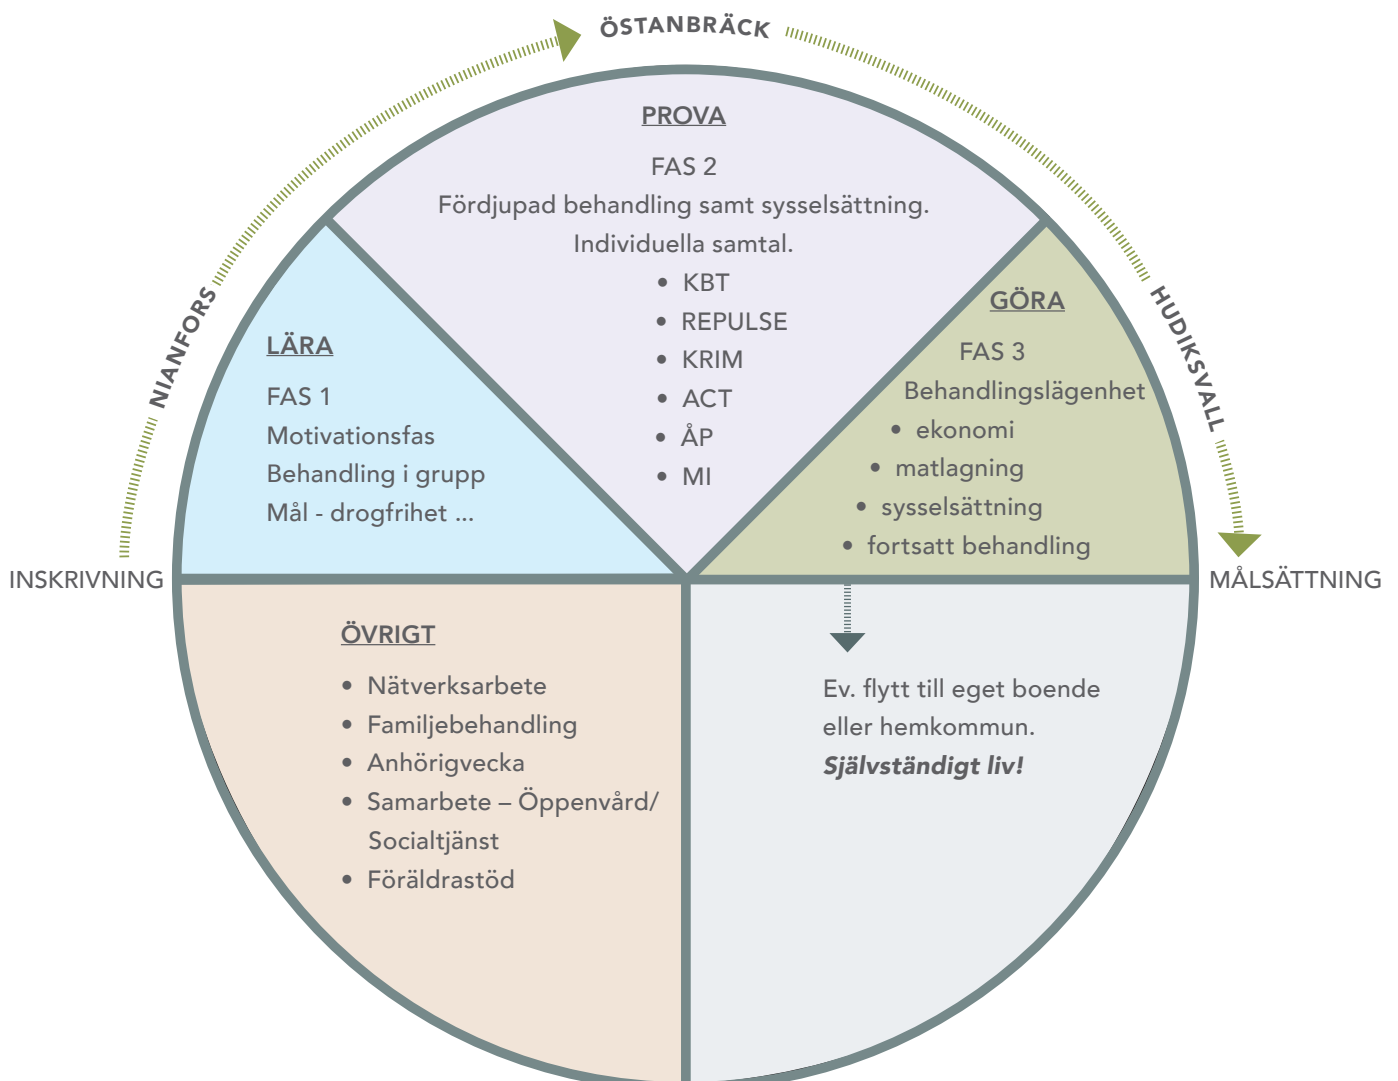 ÖSTANBRÄCK
NIANFORS
HUDIKSVALL
INSKRIVNING
MÅLSÄTTNING
LÄRA
FAS 1
Motivationsfas
Behandling i grupp
Mål - drogfrihet ...
PROVA
FAS 2
Fördjupad behandling samt sysselsättning.
Individuella samtal.
• KBT
• REPULSE
• KRIM
• ACT
• ÅP
• MI
GÖRA
FAS 3
Behandlingslägenhet
• ekonomi
• matlagning
• sysselsättning
• fortsatt behandling
ÖVRIGT
• Nätverksarbete
• Familjebehandling
• Anhörigvecka
• Samarbete – Öppenvård/
Socialtjänst
• Föräldrastöd
Ev. flytt till eget boende
eller hemkommun.
Självständigt liv!